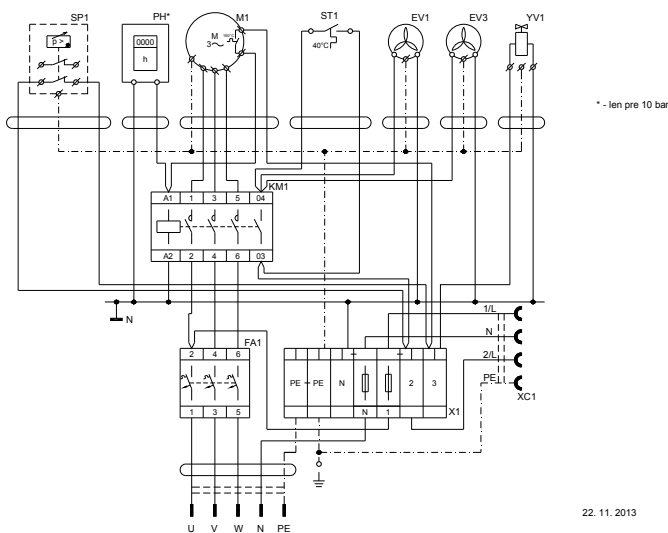 SP1
PH*
M1
ST1
EV1
EV3
YV1
p >
0000
h
M
3~
160°C
40°C
* - len pre 10 bar
KM1
A1 1 3 5 04
A2 2 4 6 03
N
1/L
N
2/L
PE
XC1
FA1
2 4 6
PE PE N 2 3
1 3 5
N 1
X1
U V W N PE
22. 11. 2013